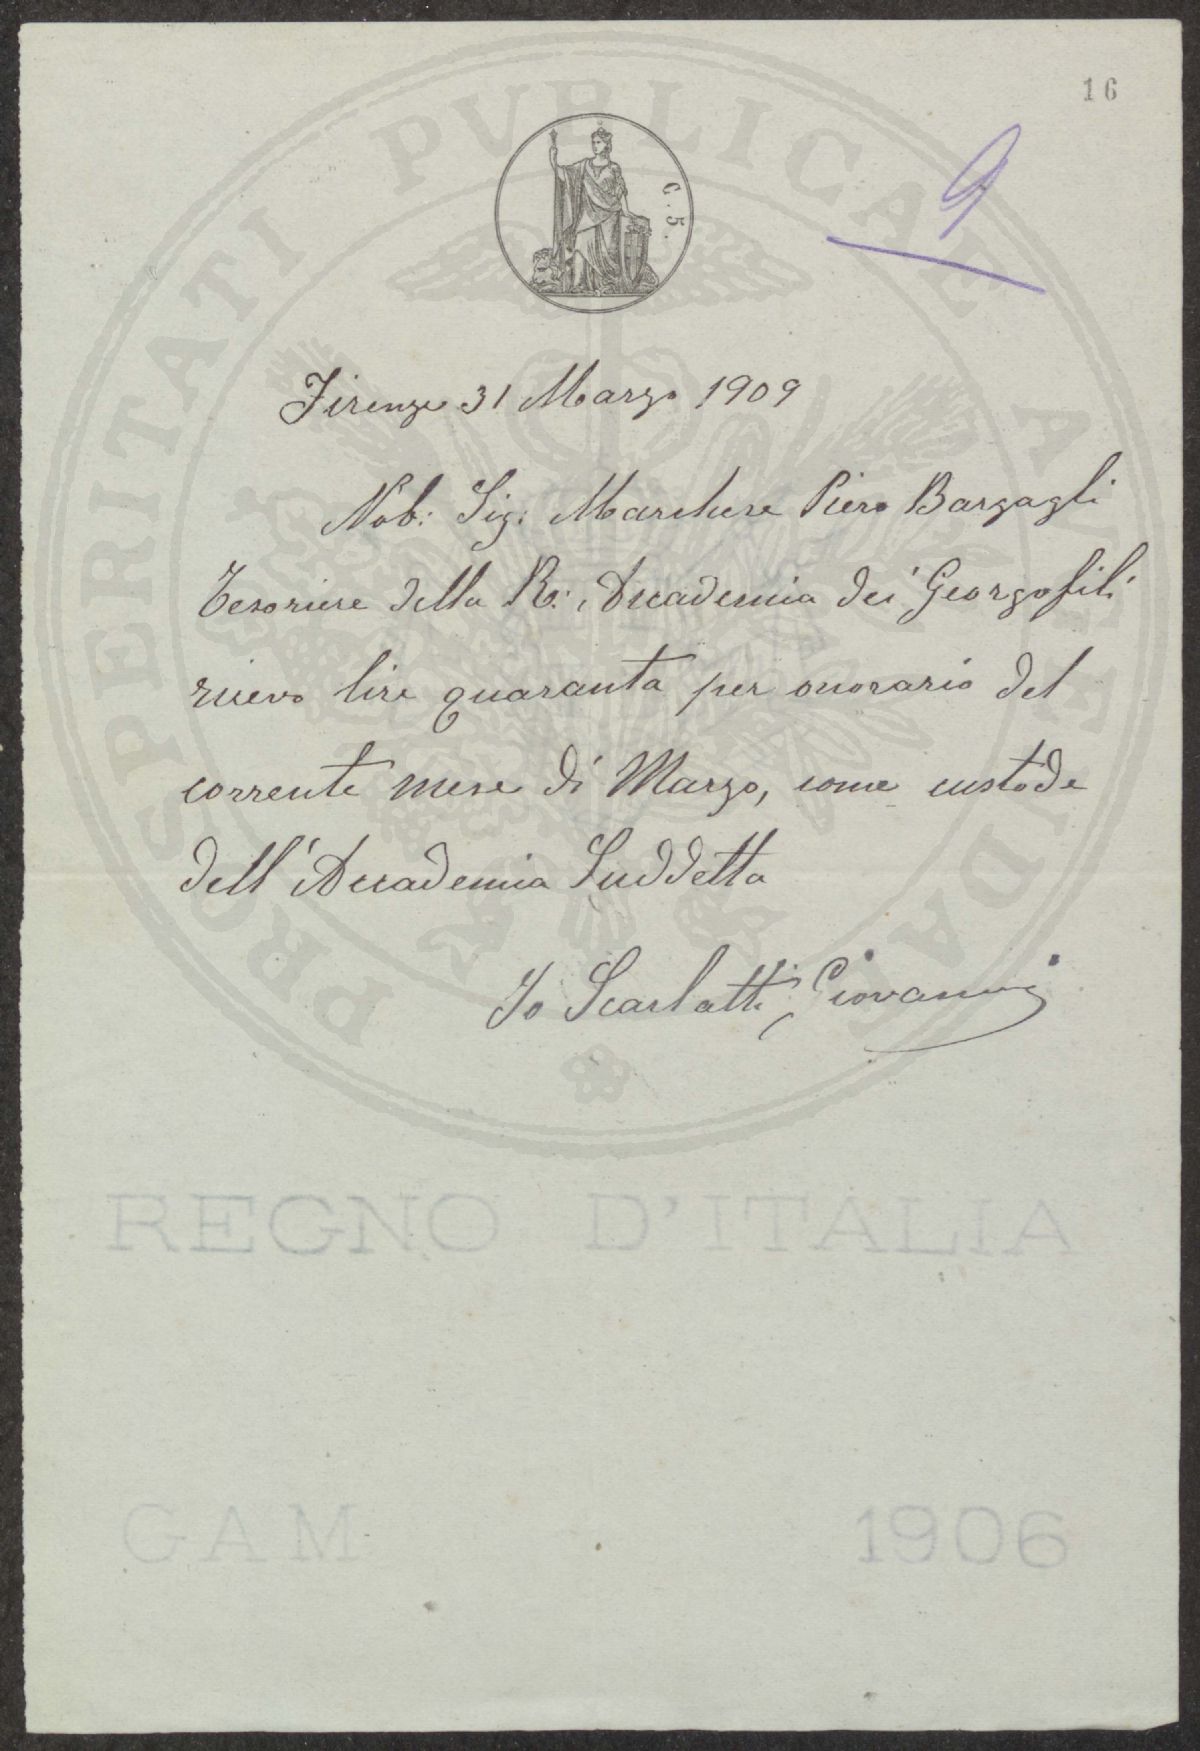 16
9
C. 5.
Firenze 31 Marzo 1909
Nob: Sig: Marchese Piero Bargagli
Tesoriere della R: Accademia dei Georgofili
ricevo lire quaranta per onorario del
corrente mese di Marzo, come custode
dell'Accademia Suddetta
Io Scarlatti Giovanni
PROSPERITATI PVBLICAE AVGENDAE
REGNO D'ITALIA
GAM 1906